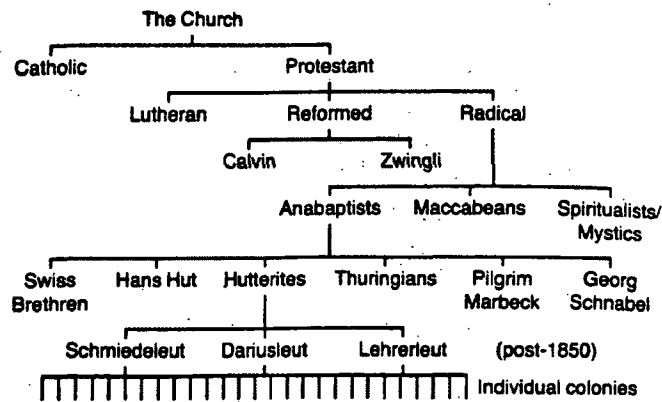 The Church
Catholic Protestant
Lutheran Reformed Radical
Calvin Zwingli
Anabaptists Maccabeans Spiritualists/
Mystics
Swiss Hans Hut Hutterites Thuringians Pilgrim Georg
Brethren Marbeck Schnabel
Schmiedeleut Dariusleut Lehrerleut (post-1850)
Individual colonies